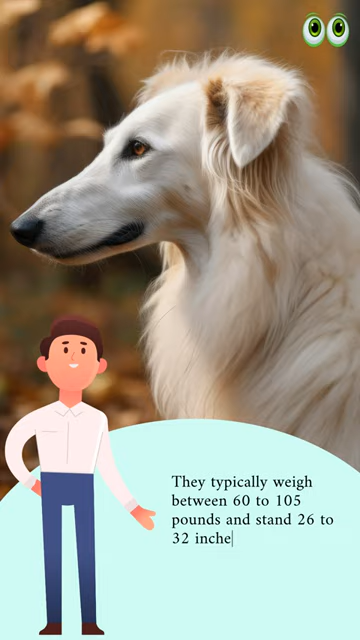 They typically weigh
between 60 to 105
pounds and stand 26 to
32 inche